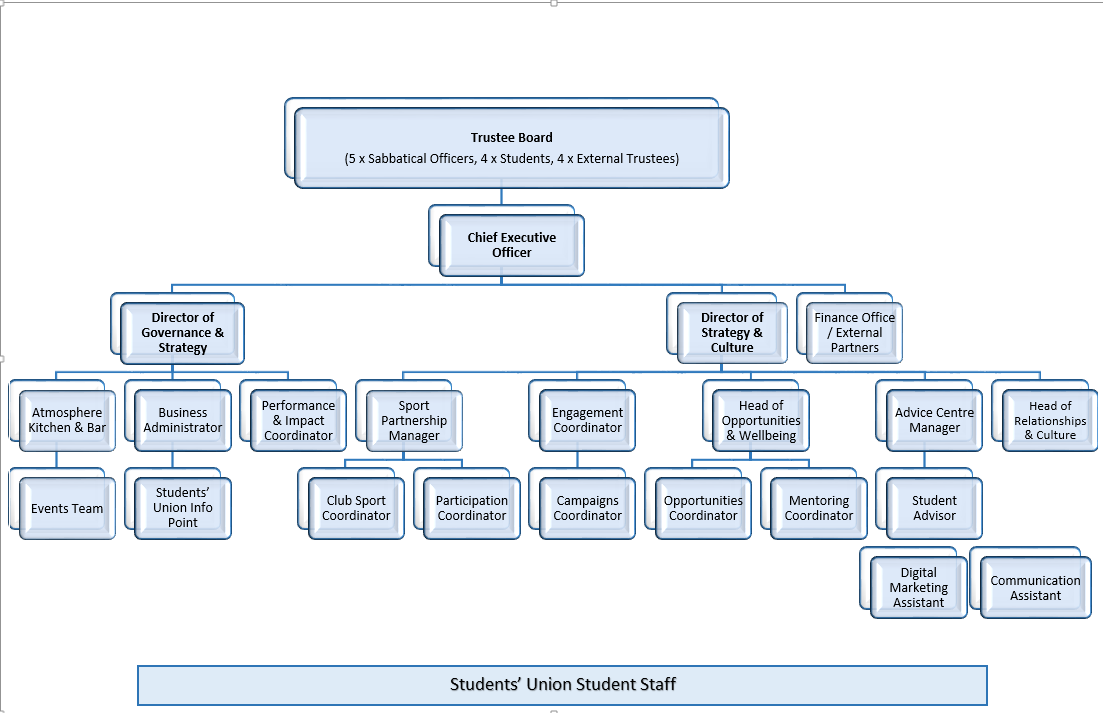 Trustee Board
(5 x Sabbatical Officers, 4 x Students, 4 x External Trustees)
Chief Executive
Officer
Director of
Governance &
Strategy
Director of
Strategy &
Culture
Finance Office
/ External
Partners
Atmosphere
Kitchen & Bar
Business
Administrator
Performance
& Impact
Coordinator
Sport
Partnership
Manager
Engagement
Coordinator
Head of
Opportunities
& Wellbeing
Advice Centre
Manager
Head of
Relationships
& Culture
Events Team
Students’
Union Info
Point
Club Sport
Coordinator
Participation
Coordinator
Campaigns
Coordinator
Opportunities
Coordinator
Mentoring
Coordinator
Student
Advisor
Digital
Marketing
Assistant
Communication
Assistant
Students’ Union Student Staff